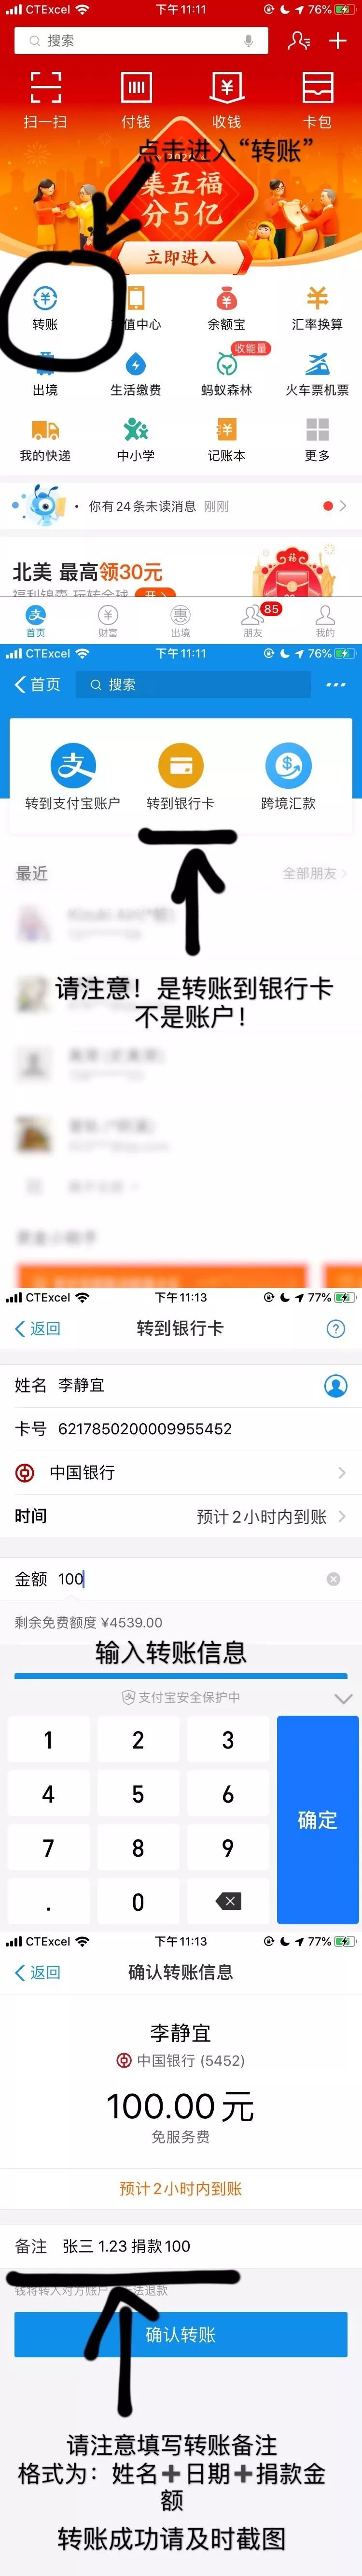 CTExcel 下午11:11 76%
搜索
扫一扫 付钱 收钱 卡包
点击进入“转账”
集五福
分5亿
立即进入
转账 值中心 余额宝 汇率换算
收能量
出境 生活缴费 蚂蚁森林 火车票机票
我的快递 中小学 记账本 更多
你有24条未读消息 刚刚
北美 最高领30元
福利锦囊 玩转全球 开
85
首页 财富 出境 朋友 我的
CTExcel 下午11:11 76%
首页 搜索
转到支付宝账户 转到银行卡 跨境汇款
最近 全部朋友
请注意！是转账到银行卡
不是账户！
CTExcel 下午11:13 77%
返回 转到银行卡
姓名 李静宜
卡号 6217850200009955452
中国银行
时间 预计2小时内到账
金额 100
剩余免费额度 ¥4539.00
输入转账信息
支付宝安全保护中
1 2 3
4 5 6
确定
7 8 9
. 0
CTExcel 下午11:13 77%
返回 确认转账信息
李静宜
中国银行 (5452)
100.00元
免服务费
预计2小时内到账
备注 张三 1.23 捐款100
钱将转入对方账户 法退款
确认转账
请注意填写转账备注
格式为：姓名➕日期➕捐款金
额
转账成功请及时截图